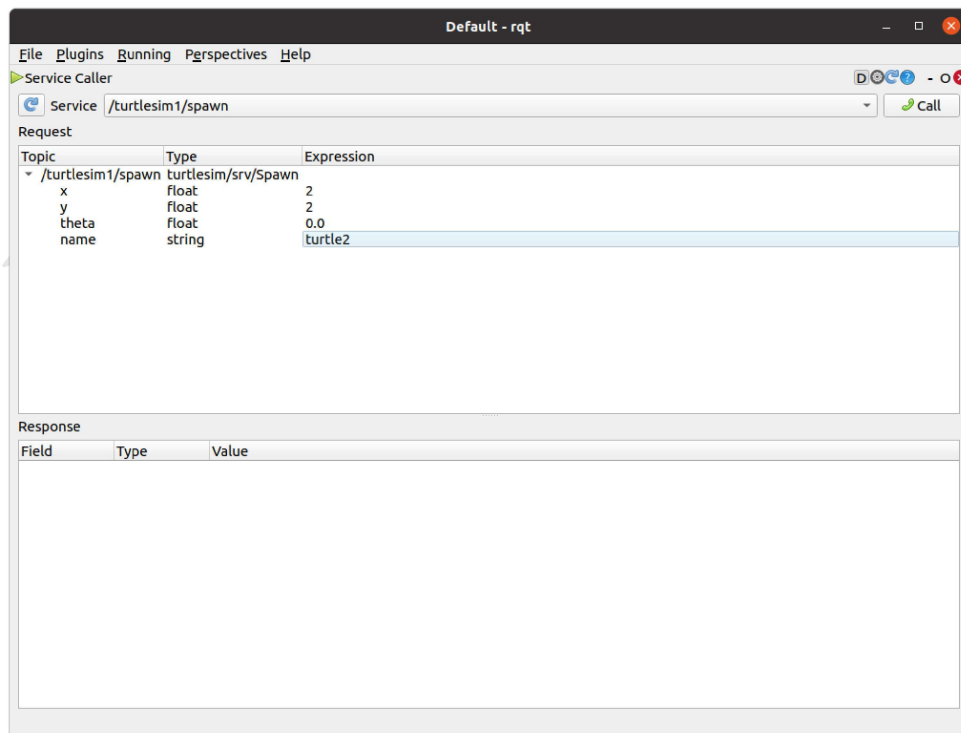 Default - rqt
File Plugins Running Perspectives Help
Service Caller D ? - O
Service /turtlesim1/spawn Call
Request
Topic Type Expression
/turtlesim1/spawn turtlesim/srv/Spawn
x float 2
y float 2
theta float 0.0
name string turtle2
Response
Field Type Value